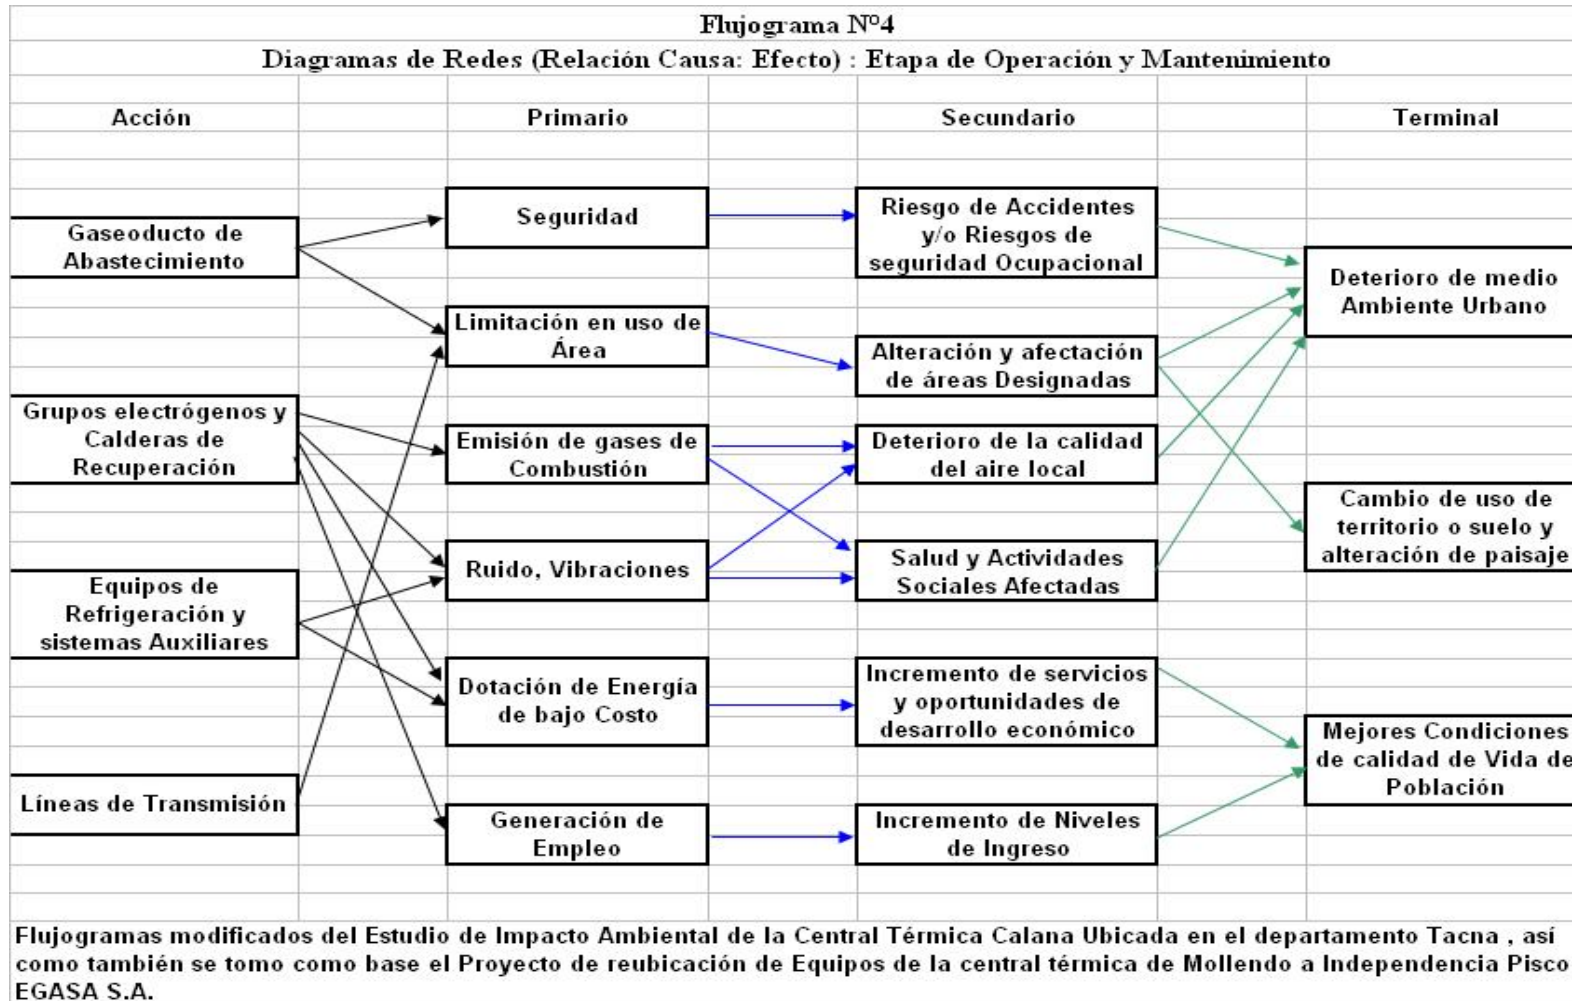 Flujograma Nº4
Diagramas de Redes (Relación Causa: Efecto) : Etapa de Operación y Mantenimiento
Acción
Primario
Secundario
Terminal
Gaseoducto de
Abastecimiento
Grupos electrógenos y
Calderas de
Recuperación
Equipos de
Refrigeración y
sistemas Auxiliares
Líneas de Transmisión
Seguridad
Limitación en uso de
Área
Emisión de gases de
Combustión
Ruido, Vibraciones
Dotación de Energía
de bajo Costo
Generación de
Empleo
Riesgo de Accidentes
y/o Riesgos de
seguridad Ocupacional
Alteración y afectación
de áreas Designadas
Deterioro de la calidad
del aire local
Salud y Actividades
Sociales Afectadas
Incremento de servicios
y oportunidades de
desarrollo económico
Incremento de Niveles
de Ingreso
Deterioro de medio
Ambiente Urbano
Cambio de uso de
territorio o suelo y
alteración de paisaje
Mejores Condiciones
de calidad de Vida de
Población
Flujogramas modificados del Estudio de Impacto Ambiental de la Central Térmica Calana Ubicada en el departamento Tacna , así
como también se tomo como base el Proyecto de reubicación de Equipos de la central térmica de Mollendo a Independencia Pisco
EGASA S.A.